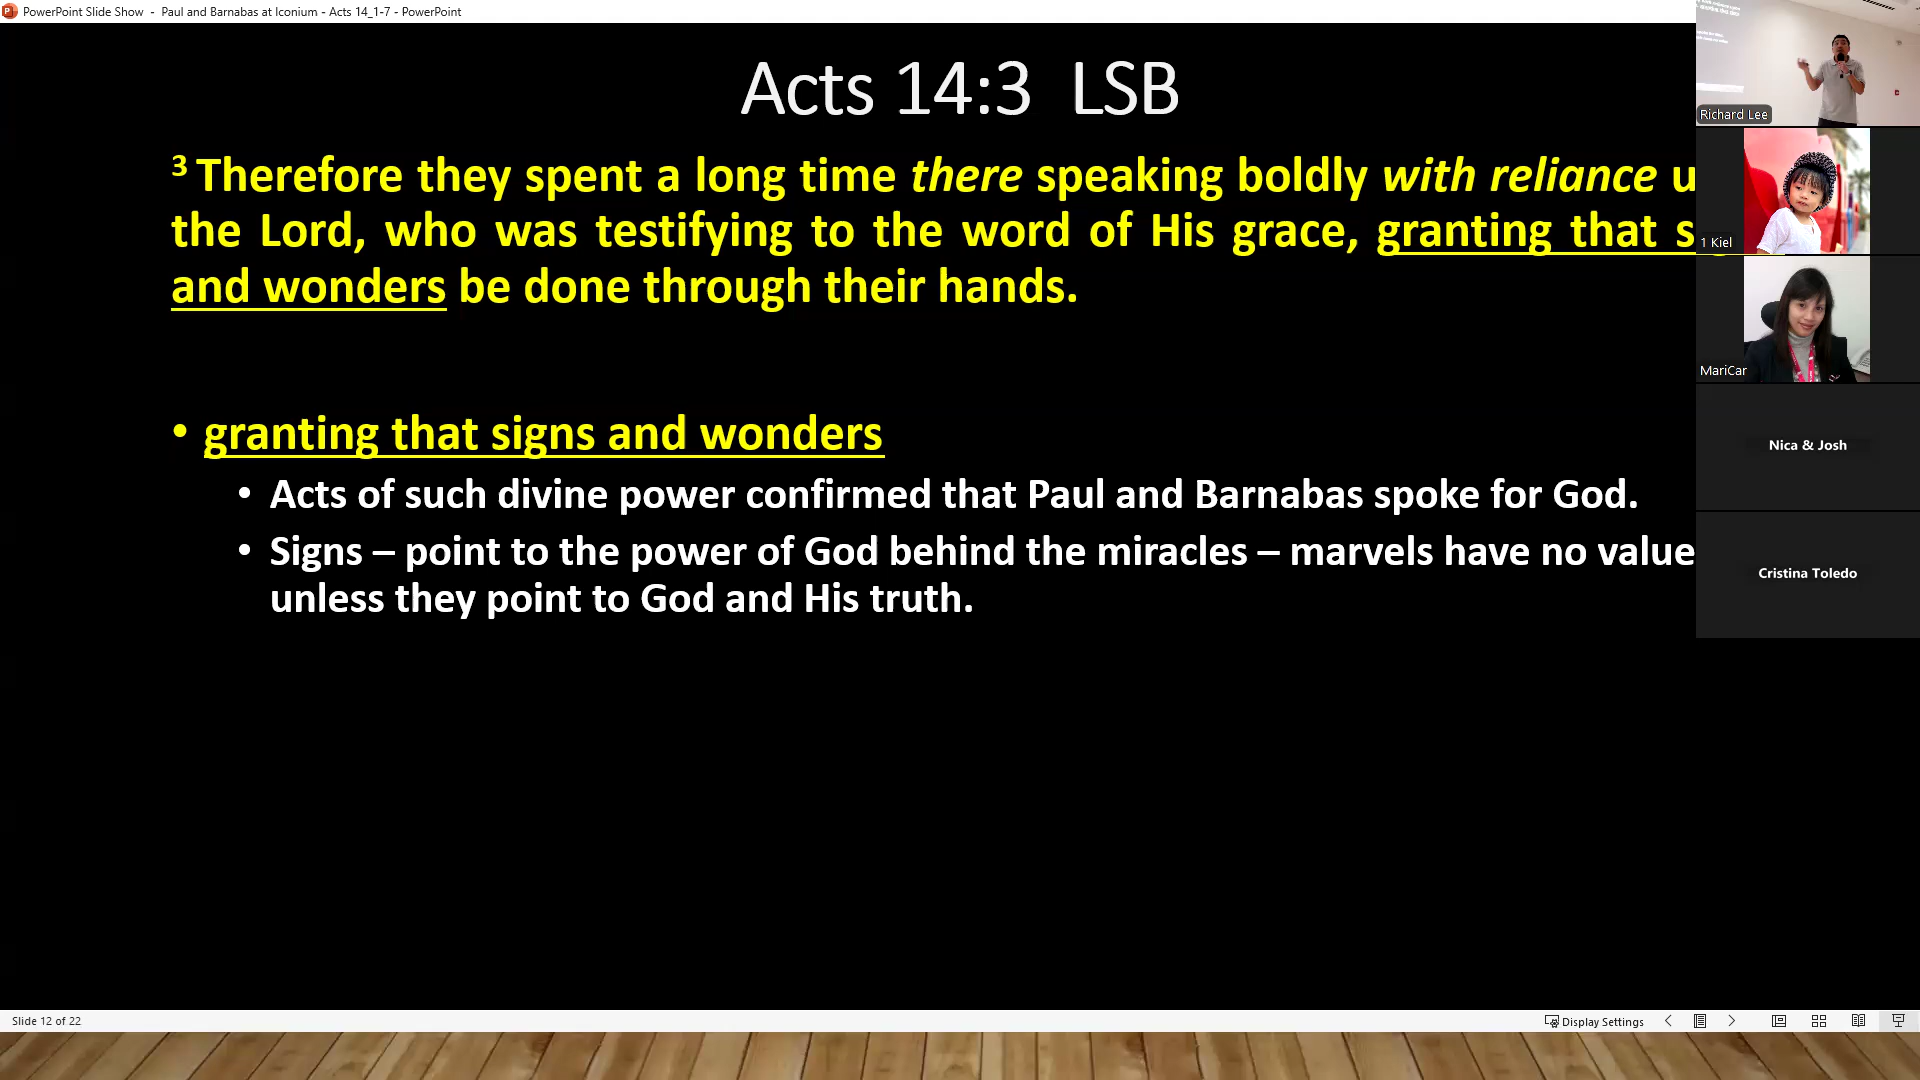 PowerPoint Slide Show - Paul and Barnabas at Iconium - Acts 14_1-7 - PowerPoint
Acts 14:3 LSB
3 Therefore they spent a long time there speaking boldly with reliance
the Lord, who was testifying to the word of His grace, granting that
and wonders be done through their hands.
• granting that signs and wonders
• Acts of such divine power confirmed that Paul and Barnabas spoke for God.
• Signs – point to the power of God behind the miracles – marvels have no value
unless they point to God and His truth.
Richard Lee
1 Kiel
MariCar
Nica & Josh
Cristina Toledo
Slide 12 of 22
Display Settings